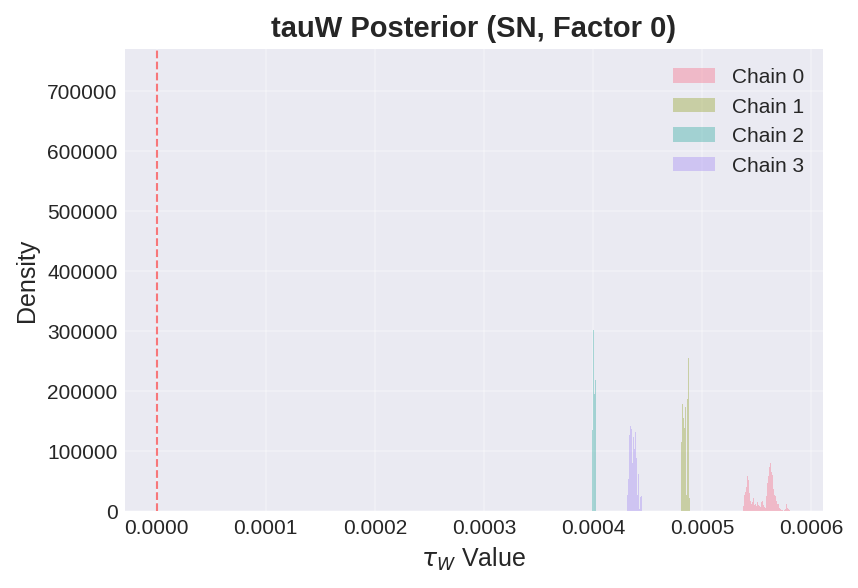 tauW Posterior (SN, Factor 0)
Density
700000
600000
500000
400000
300000
200000
100000
0
Chain 0
Chain 1
Chain 2
Chain 3
0.0000 0.0001 0.0002 0.0003 0.0004 0.0005 0.0006
τ_W Value